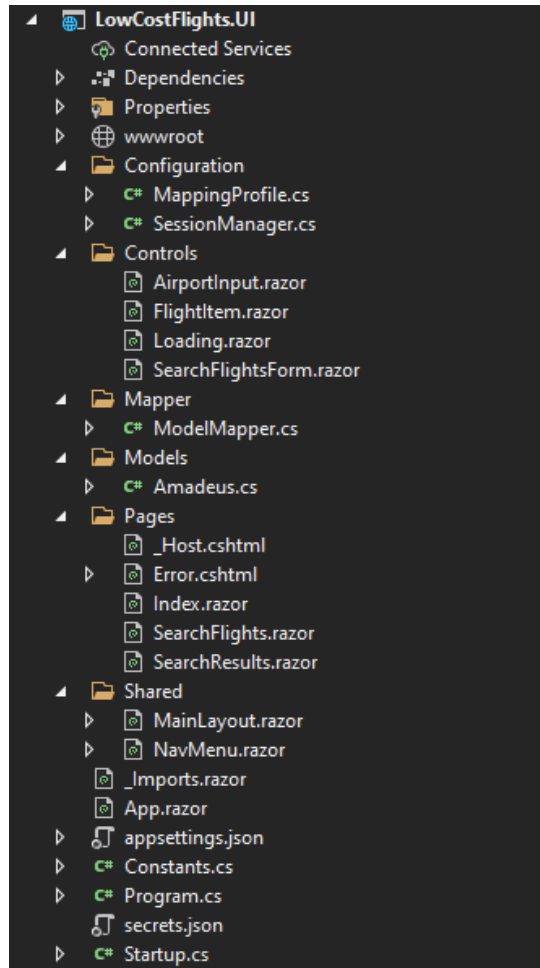 LowCostFlights.UI
Connected Services
Dependencies
Properties
wwwroot
Configuration
C# MappingProfile.cs
C# SessionManager.cs
Controls
AirportInput.razor
FlightItem.razor
Loading.razor
SearchFlightsForm.razor
Mapper
C# ModelMapper.cs
Models
C# Amadeus.cs
Pages
_Host.cshtml
Error.cshtml
Index.razor
SearchFlights.razor
SearchResults.razor
Shared
MainLayout.razor
NavMenu.razor
_Imports.razor
App.razor
appsettings.json
C# Constants.cs
C# Program.cs
secrets.json
C# Startup.cs